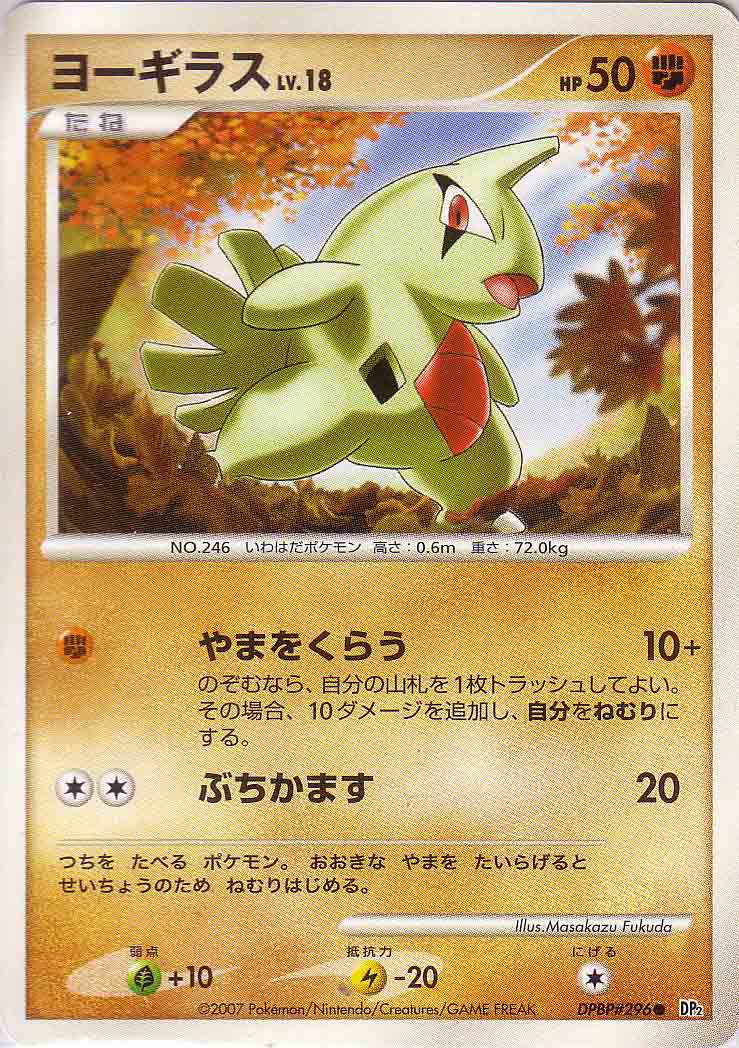 ヨーギラス LV.18 HP 50
たね
NO.246 いわはだポケモン 高さ：0.6m 重さ：72.0kg
やまをくらう 10+
のぞむなら、自分の山札を1枚トラッシュしてよい。
その場合、10ダメージを追加し、自分をねむりに
する。
ぶちかます 20
つちを たべる ポケモン。 おおきな やまを たいらげると
せいちょうのため ねむりはじめる。
Illus.Masakazu Fukuda
弱点 抵抗力 にげる
+10 -20
©2007 Pokémon/Nintendo/Creatures/GAME FREAK. DPBP#296● DP2